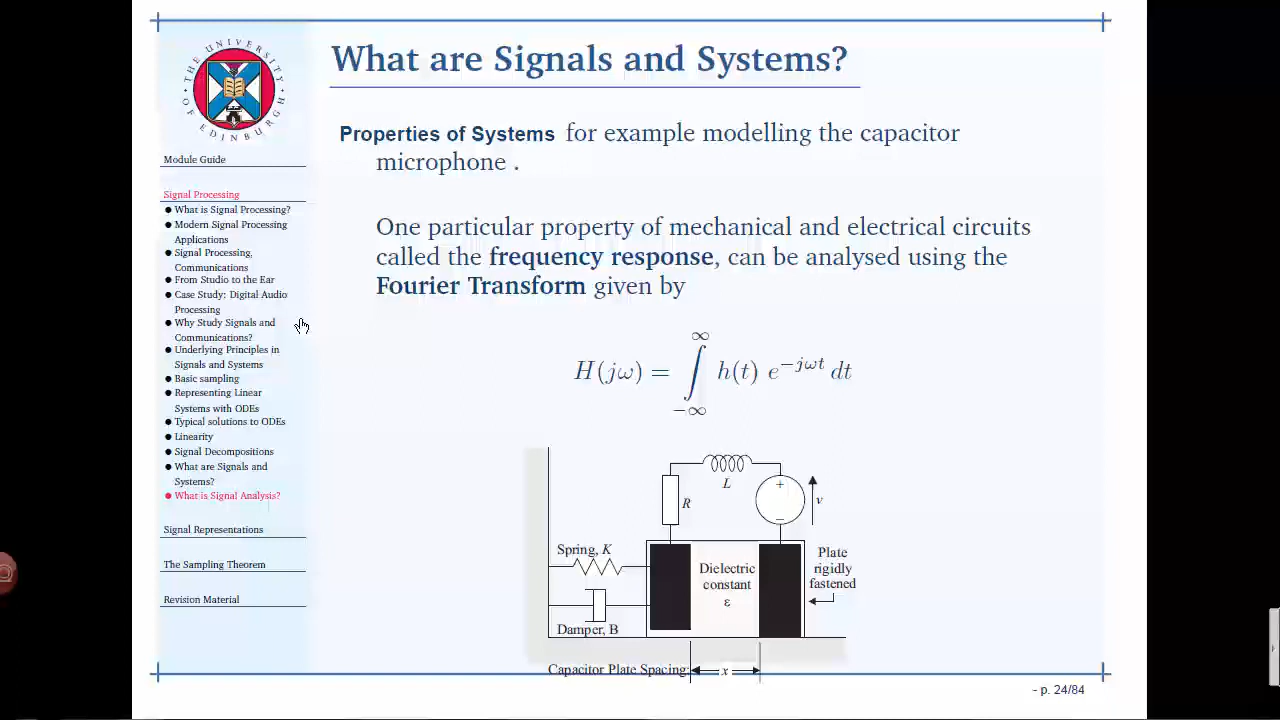 THE UNIVERSITY OF EDINBURGH
What are Signals and Systems?
Module Guide
Signal Processing
● What is Signal Processing?
● Modern Signal Processing
Applications
● Signal Processing,
Communications
● From Studio to the Ear
● Case Study: Digital Audio
Processing
● Why Study Signals and
Communications?
● Underlying Principles in
Signals and Systems
● Basic sampling
● Representing Linear
Systems with ODEs
● Typical solutions to ODEs
● Linearity
● Signal Decompositions
● What are Signals and
Systems?
● What is Signal Analysis?
Signal Representations
The Sampling Theorem
Revision Material
Properties of Systems for example modelling the capacitor
microphone .
One particular property of mechanical and electrical circuits
called the frequency response, can be analysed using the
Fourier Transform given by
H(jω) = ∫_{-∞}^{∞} h(t) e^{-jωt} dt
L
+
R
v
−
Spring, K
Dielectric
constant
ε
Plate
rigidly
fastened
Damper, B
Capacitor Plate Spacing:
x
- p. 24/84